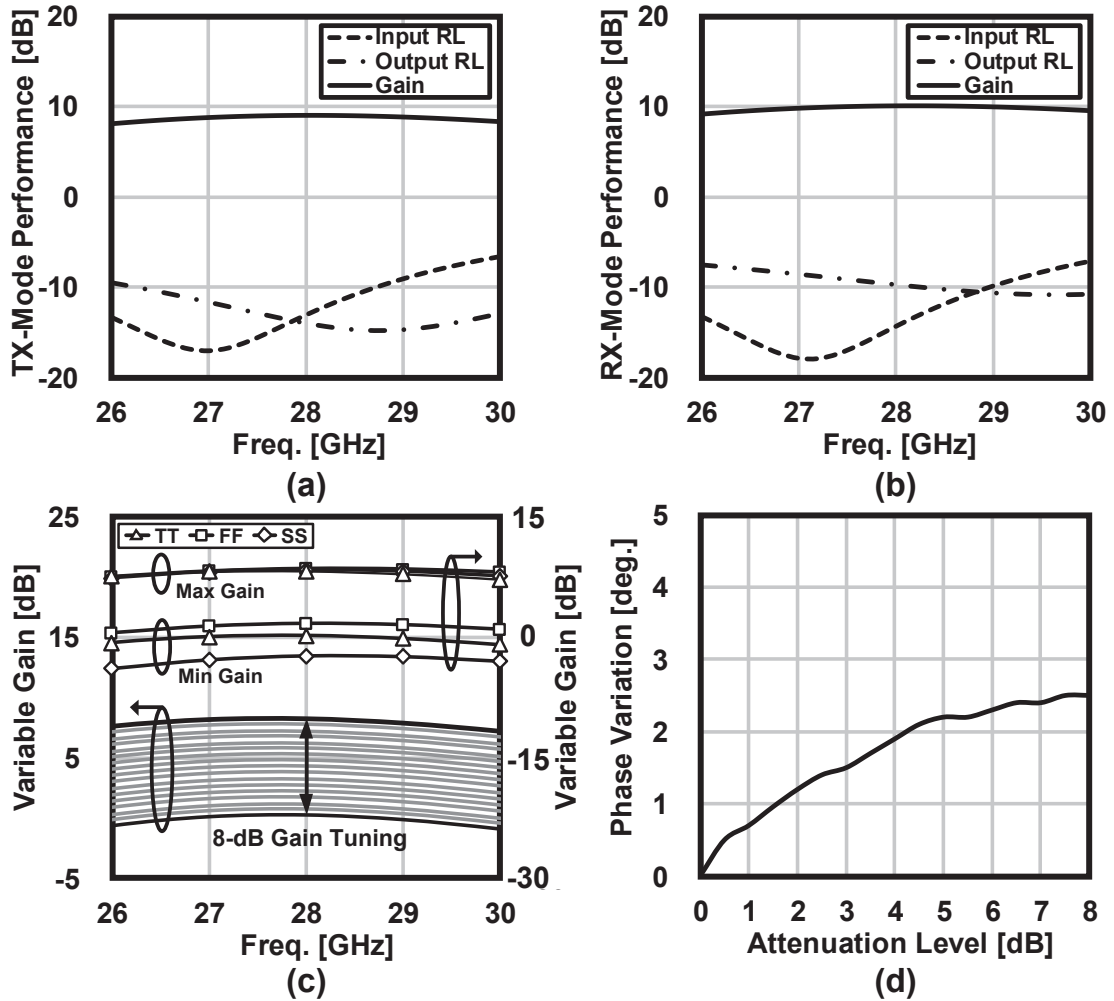 TX-Mode Performance [dB]
20
10
0
-10
-20
Input RL
Output RL
Gain
26 27 28 29 30
Freq. [GHz]
(a)
RX-Mode Performance [dB]
20
10
0
-10
-20
Input RL
Output RL
Gain
26 27 28 29 30
Freq. [GHz]
(b)
Variable Gain [dB]
25
15
5
-5
TT FF SS
Max Gain
Min Gain
8-dB Gain Tuning
15
0
-15
-30
Variable Gain [dB]
26 27 28 29 30
Freq. [GHz]
(c)
Phase Variation [deg.]
5
4
3
2
1
0
0 1 2 3 4 5 6 7 8
Attenuation Level [dB]
(d)